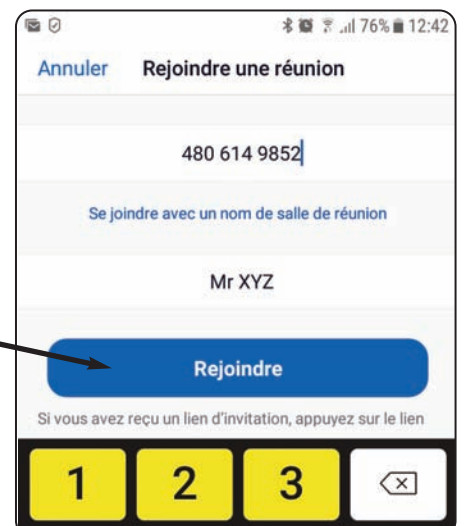 76% 12:42
Annuler Rejoindre une réunion
480 614 9852
Se joindre avec un nom de salle de réunion
Mr XYZ
Rejoindre
Si vous avez reçu un lien d'invitation, appuyez sur le lien
1 2 3